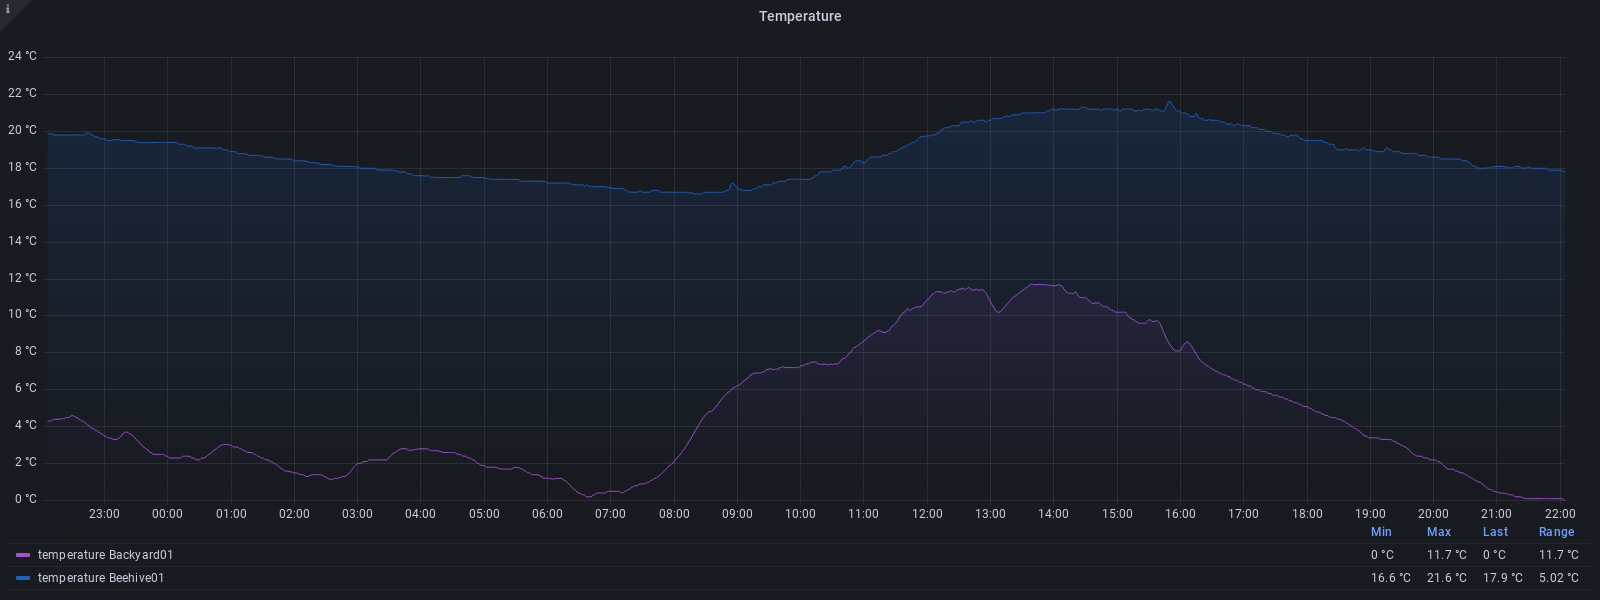 i
Temperature
24 °C
22 °C
20 °C
18 °C
16 °C
14 °C
12 °C
10 °C
8 °C
6 °C
4 °C
2 °C
0 °C
23:00 00:00 01:00 02:00 03:00 04:00 05:00 06:00 07:00 08:00 09:00 10:00 11:00 12:00 13:00 14:00 15:00 16:00 17:00 18:00 19:00 20:00 21:00 22:00
Min Max Last Range
temperature Backyard01 0 °C 11.7 °C 0 °C 11.7 °C
temperature Beehive01 16.6 °C 21.6 °C 17.9 °C 5.02 °C